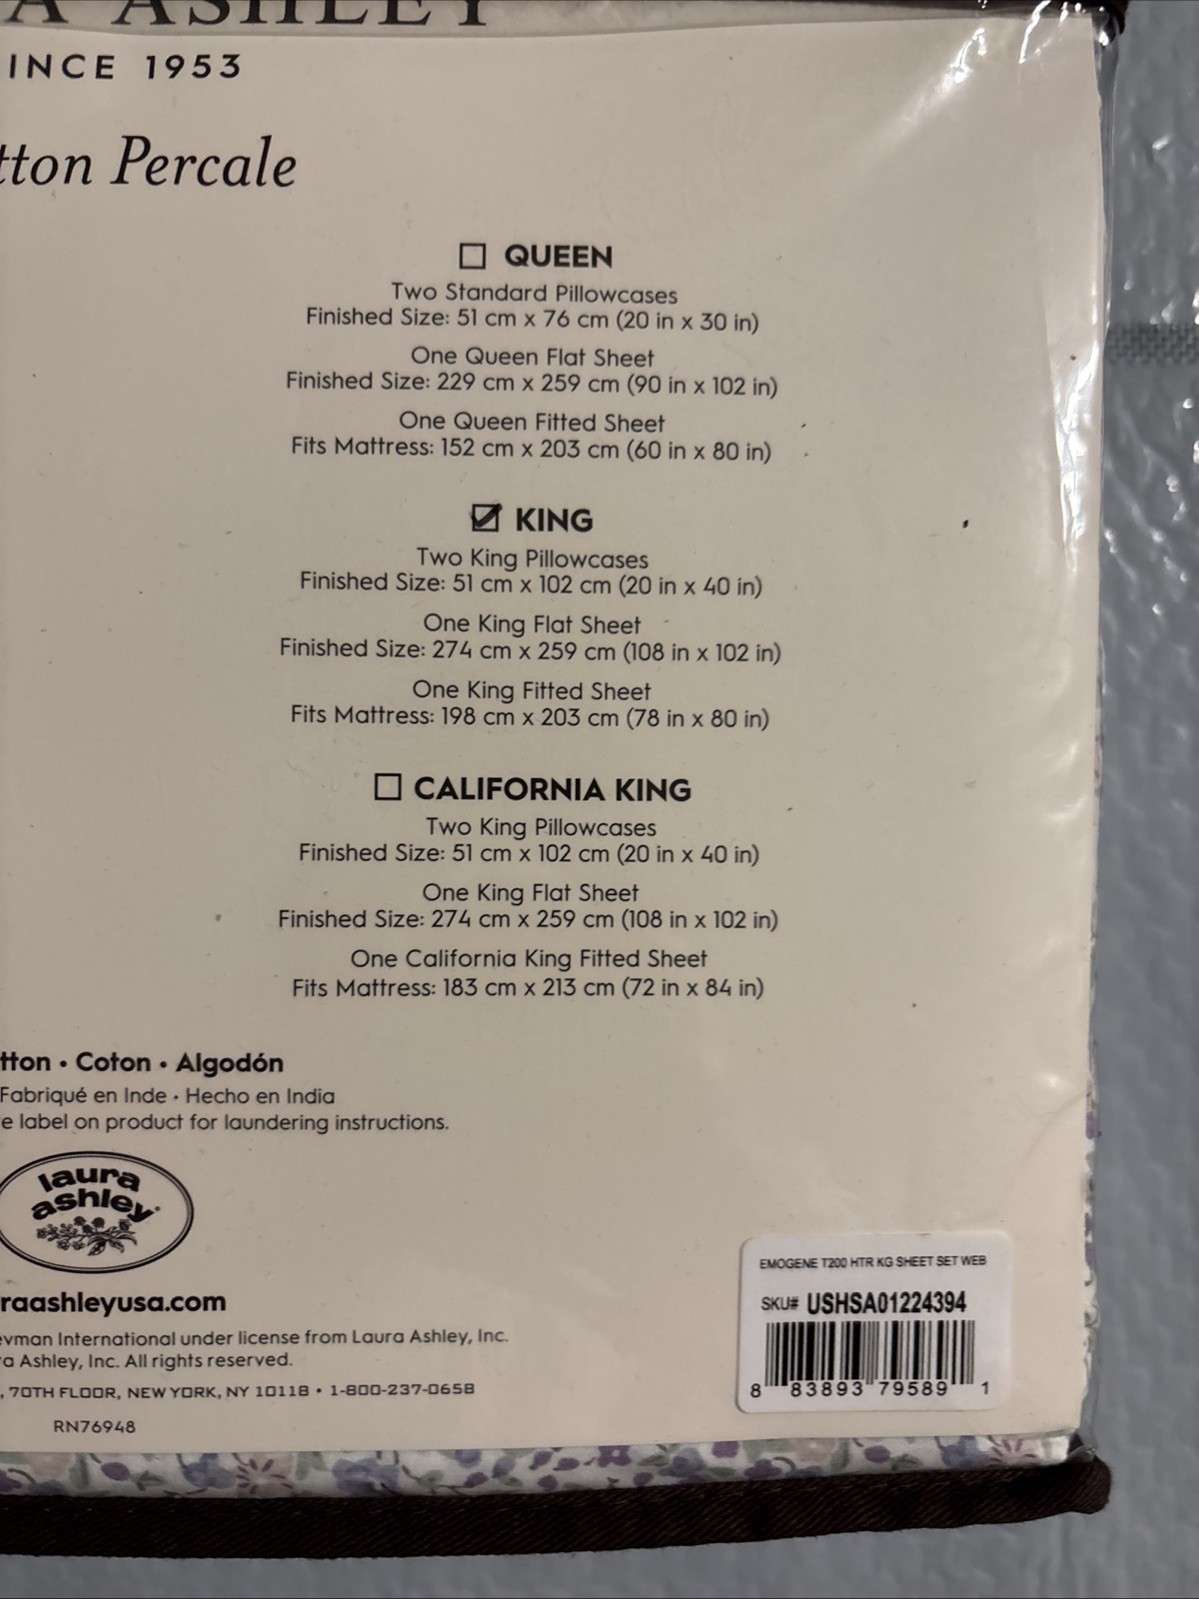 A ASHLEY
INCE 1953
tton Percale
QUEEN
Two Standard Pillowcases
Finished Size: 51 cm x 76 cm (20 in x 30 in)
One Queen Flat Sheet
Finished Size: 229 cm x 259 cm (90 in x 102 in)
One Queen Fitted Sheet
Fits Mattress: 152 cm x 203 cm (60 in x 80 in)
KING
Two King Pillowcases
Finished Size: 51 cm x 102 cm (20 in x 40 in)
One King Flat Sheet
Finished Size: 274 cm x 259 cm (108 in x 102 in)
One King Fitted Sheet
Fits Mattress: 198 cm x 203 cm (78 in x 80 in)
CALIFORNIA KING
Two King Pillowcases
Finished Size: 51 cm x 102 cm (20 in x 40 in)
One King Flat Sheet
Finished Size: 274 cm x 259 cm (108 in x 102 in)
One California King Fitted Sheet
Fits Mattress: 183 cm x 213 cm (72 in x 84 in)
tton • Coton • Algodón
Fabriqué en Inde • Hecho en India
e label on product for laundering instructions.
laura
ashley
raashleyusa.com
evman International under license from Laura Ashley, Inc.
a Ashley, Inc. All rights reserved.
, 70TH FLOOR, NEW YORK, NY 10118 • 1-800-237-0658
RN76948
EMOGENE T200 HTR KG SHEET SET WEB
SKU# USHSA01224394
8 83893 79589 1